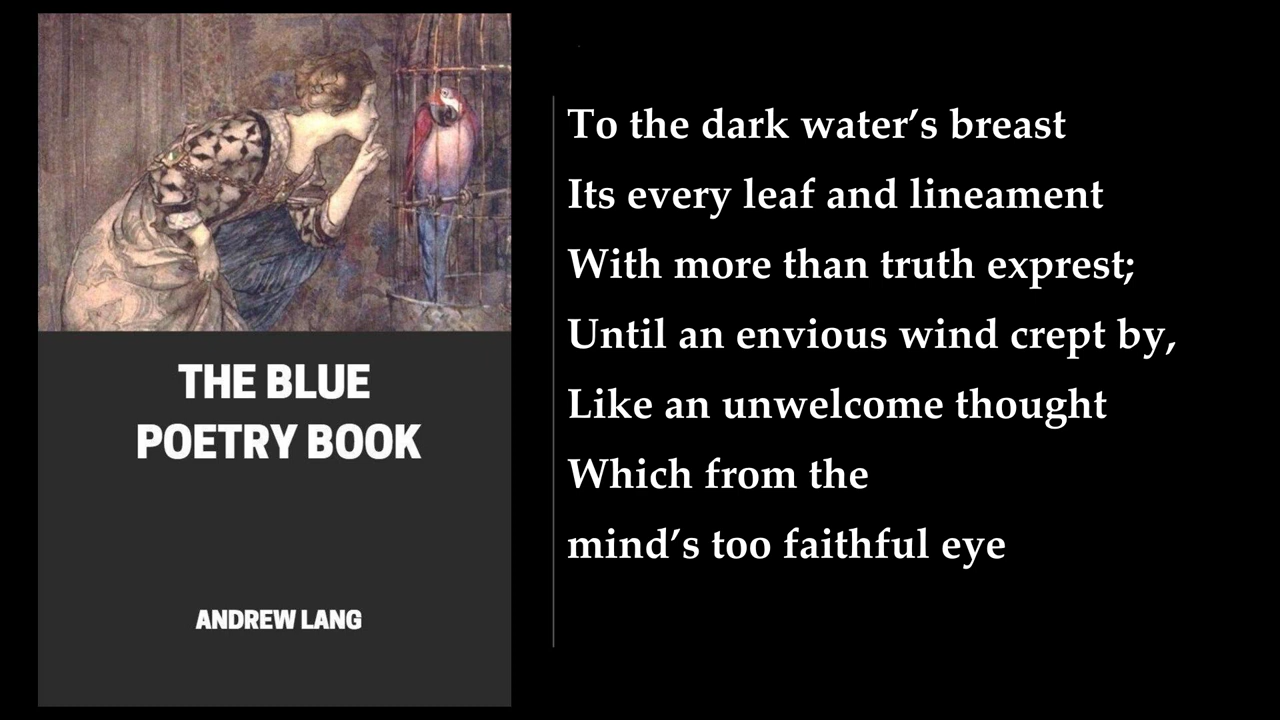 THE BLUE
POETRY BOOK
ANDREW LANG
To the dark water’s breast
Its every leaf and lineament
With more than truth exprest;
Until an envious wind crept by,
Like an unwelcome thought
Which from the
mind’s too faithful eye